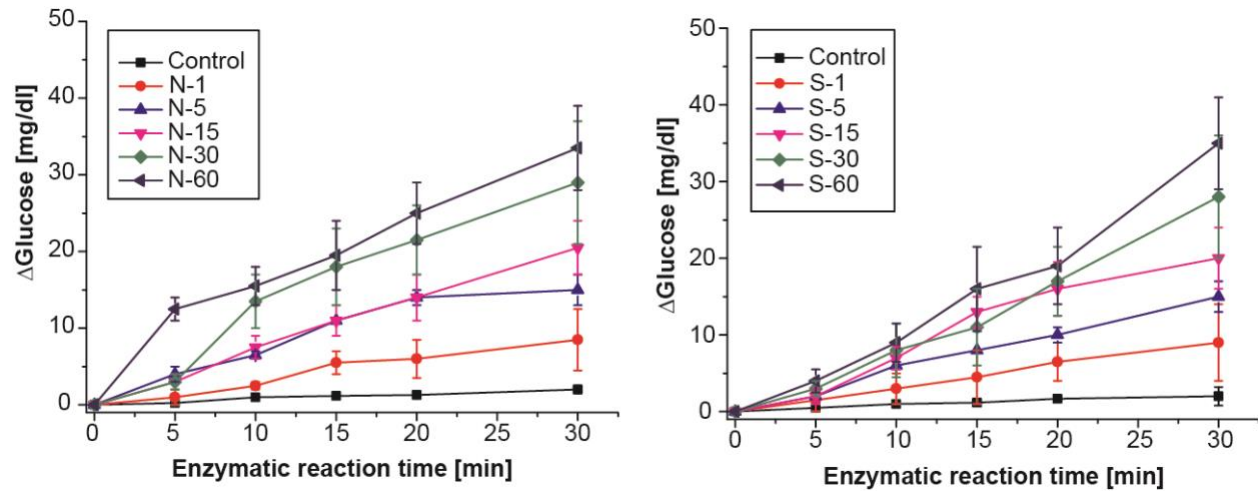 50
40
30
20
10
0
ΔGlucose [mg/dl]
Control
N-1
N-5
N-15
N-30
N-60
0 5 10 15 20 30
Enzymatic reaction time [min]
50
40
30
20
10
0
ΔGlucose [mg/dl]
Control
S-1
S-5
S-15
S-30
S-60
0 5 10 15 20 30
Enzymatic reaction time [min]